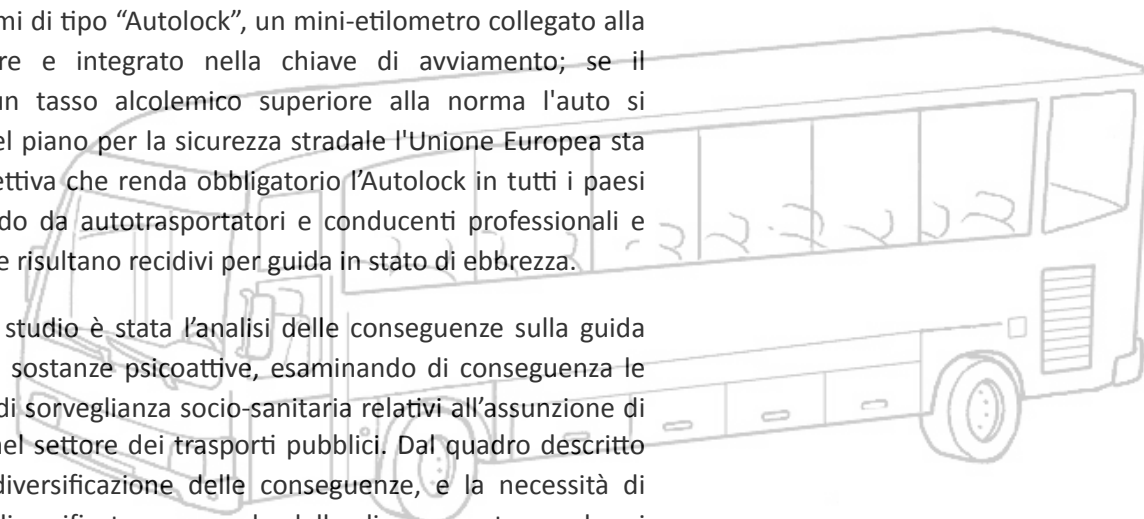 mi di tipo “Autolock”, un mini-etilometro collegato alla
re e integrato nella chiave di avviamento; se il
un tasso alcolemico superiore alla norma l'auto si
el piano per la sicurezza stradale l'Unione Europea sta
ettiva che renda obbligatorio l’Autolock in tutti i paesi
do da autotrasportatori e conducenti professionali e
e risultano recidivi per guida in stato di ebbrezza.
studio è stata l’analisi delle conseguenze sulla guida
sostanze psicoattive, esaminando di conseguenza le
di sorveglianza socio-sanitaria relativi all’assunzione di
nel settore dei trasporti pubblici. Dal quadro descritto
diversificazione delle conseguenze, e la necessità di